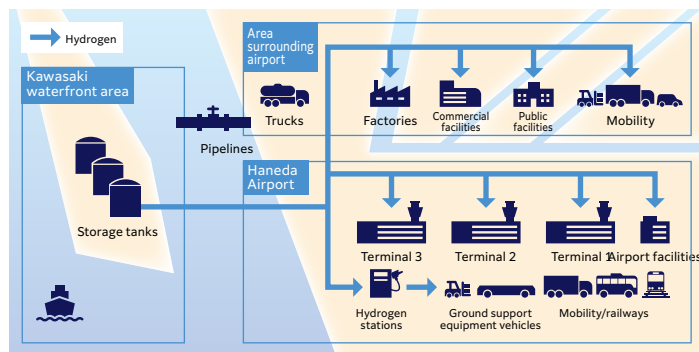 Hydrogen
Kawasaki
waterfront area
Storage tanks
Pipelines
Area
surrounding
airport
Trucks
Factories
Commercial
facilities
Public
facilities
Mobility
Haneda
Airport
Terminal 3
Terminal 2
Terminal 1
Airport facilities
Hydrogen
stations
Ground support
equipment vehicles
Mobility/railways